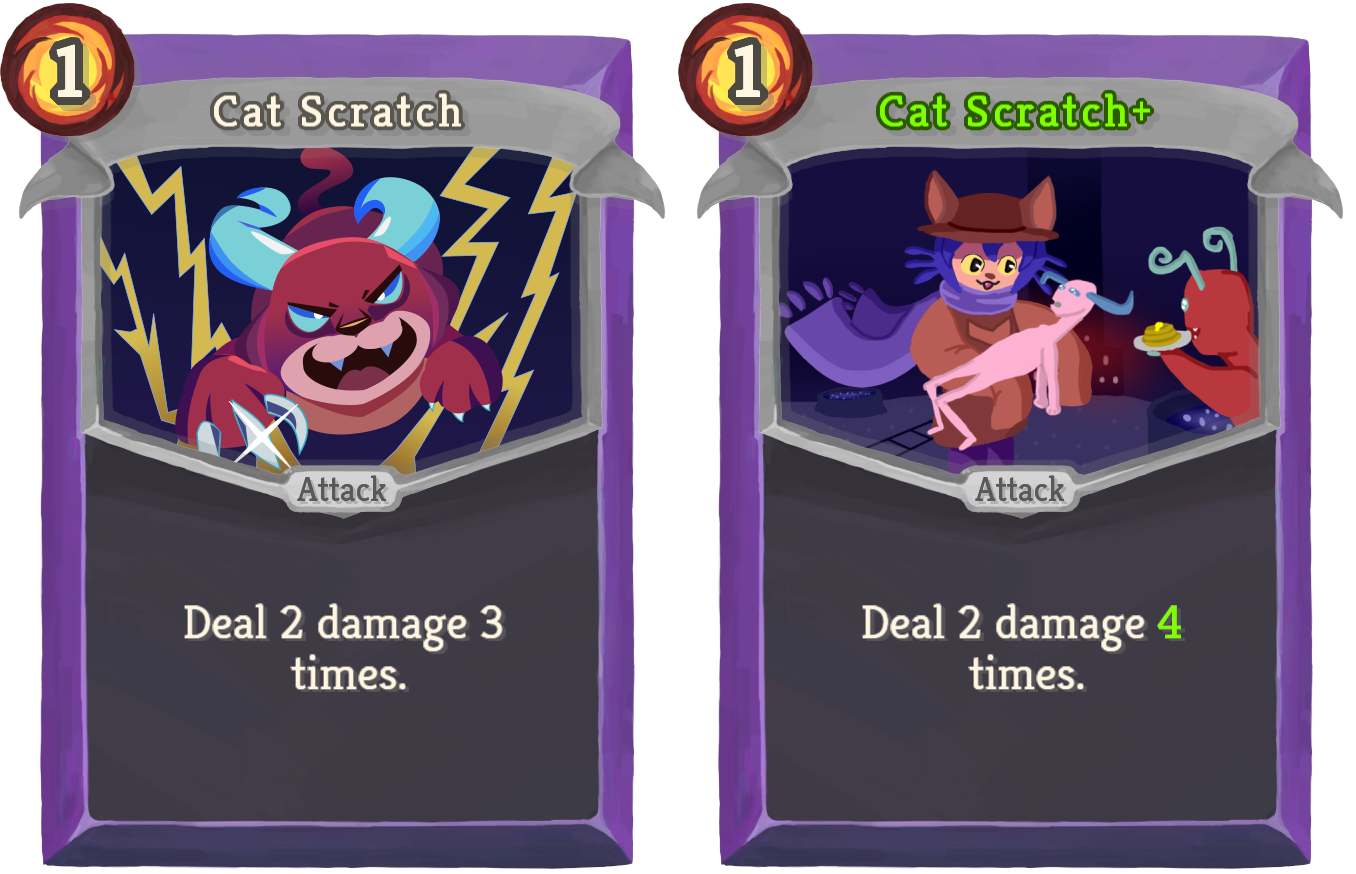 1
Cat Scratch
Attack
Deal 2 damage 3
times.
1
Cat Scratch+
Attack
Deal 2 damage 4
times.